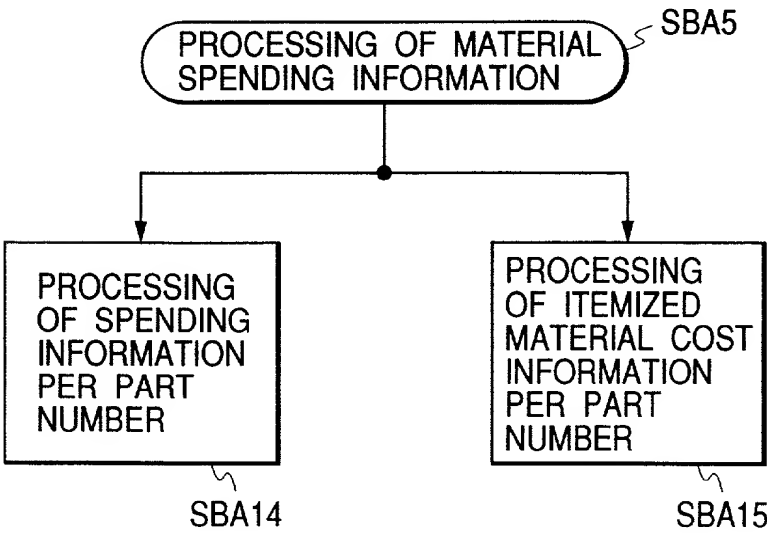 SBA5
PROCESSING OF MATERIAL
SPENDING INFORMATION
PROCESSING
OF SPENDING
INFORMATION
PER PART
NUMBER
SBA14
PROCESSING
OF ITEMIZED
MATERIAL COST
INFORMATION
PER PART
NUMBER
SBA15